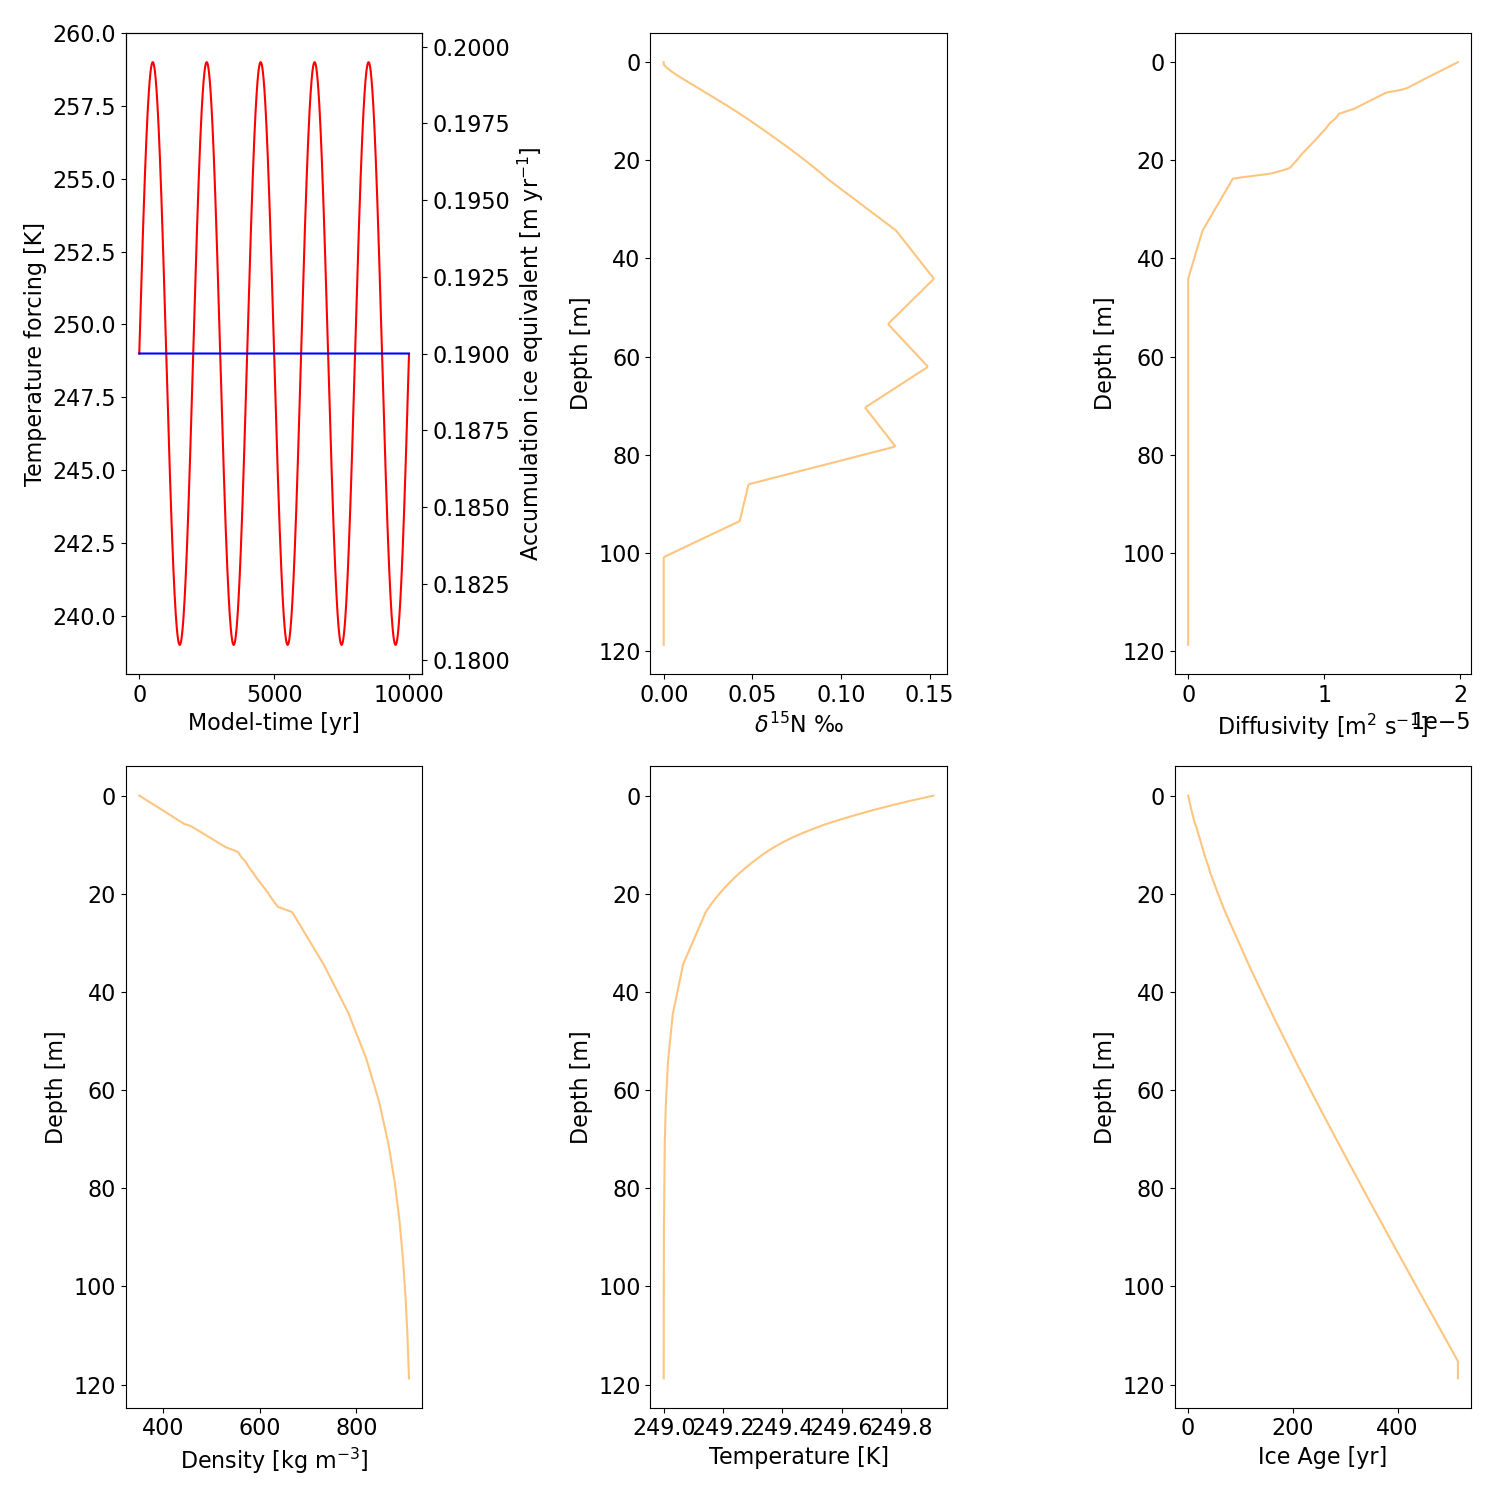 260.0
257.5
255.0
252.5
250.0
247.5
245.0
242.5
240.0
Temperature forcing [K]
0.2000
0.1975
0.1950
0.1925
0.1900
0.1875
0.1850
0.1825
0.1800
Accumulation ice equivalent [m yr⁻¹]
0 5000 10000
Model-time [yr]
0
20
40
60
80
100
120
Depth [m]
0.00 0.05 0.10 0.15
δ¹⁵N ‰
0
20
40
60
80
100
120
Depth [m]
0 1 2
Diffusivity [m² s⁻¹]
1e−5
0
20
40
60
80
100
120
Depth [m]
400 600 800
Density [kg m⁻³]
0
20
40
60
80
100
120
Depth [m]
249.0 249.2 249.4 249.6 249.8
Temperature [K]
0
20
40
60
80
100
120
Depth [m]
0 200 400
Ice Age [yr]